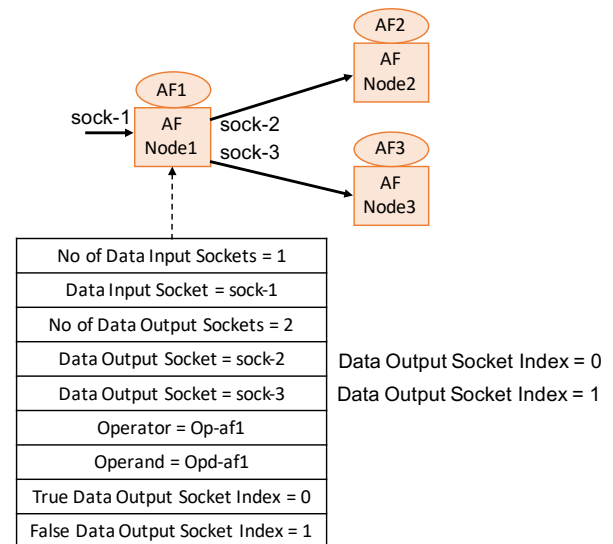 AF2
AF
Node2
AF1
sock-1
AF
Node1
sock-2
sock-3
AF3
AF
Node3
No of Data Input Sockets = 1
Data Input Socket = sock-1
No of Data Output Sockets = 2
Data Output Socket = sock-2
Data Output Socket Index = 0
Data Output Socket = sock-3
Data Output Socket Index = 1
Operator = Op-af1
Operand = Opd-af1
True Data Output Socket Index = 0
False Data Output Socket Index = 1